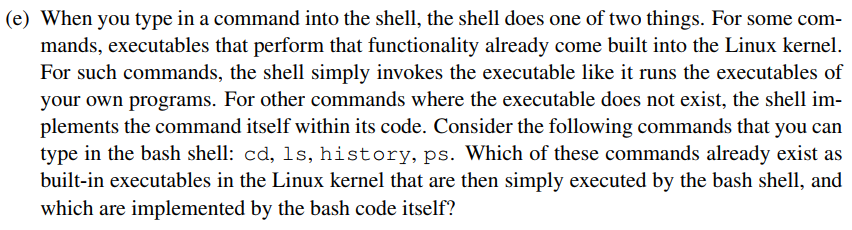 (e) When you type in a command into the shell, the shell does one of two things. For some com-
mands, executables that perform that functionality already come built into the Linux kernel.
For such commands, the shell simply invokes the executable like it runs the executables of
your own programs. For other commands where the executable does not exist, the shell im-
plements the command itself within its code. Consider the following commands that you can
type in the bash shell: cd, ls, history, ps. Which of these commands already exist as
built-in executables in the Linux kernel that are then simply executed by the bash shell, and
which are implemented by the bash code itself?